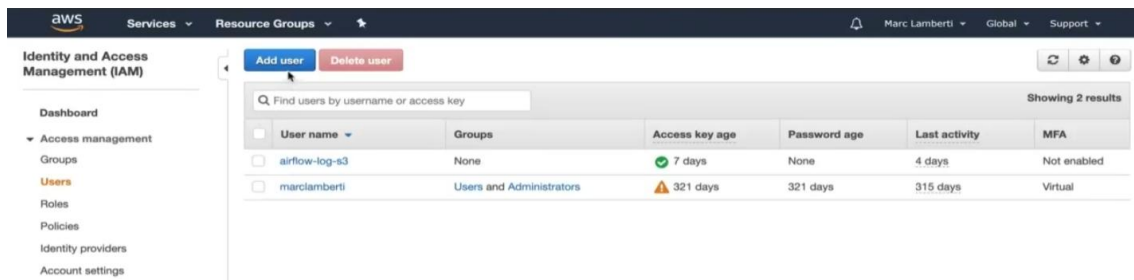 aws Services Resource Groups Marc Lamberti Global Support
Identity and Access
Management (IAM)
Dashboard
Access management
Groups
Users
Roles
Policies
Identity providers
Account settings
Add user Delete user
Find users by username or access key Showing 2 results
User name Groups Access key age Password age Last activity MFA
airflow-log-s3 None 7 days None 4 days Not enabled
marclamberti Users and Administrators 321 days 321 days 315 days Virtual